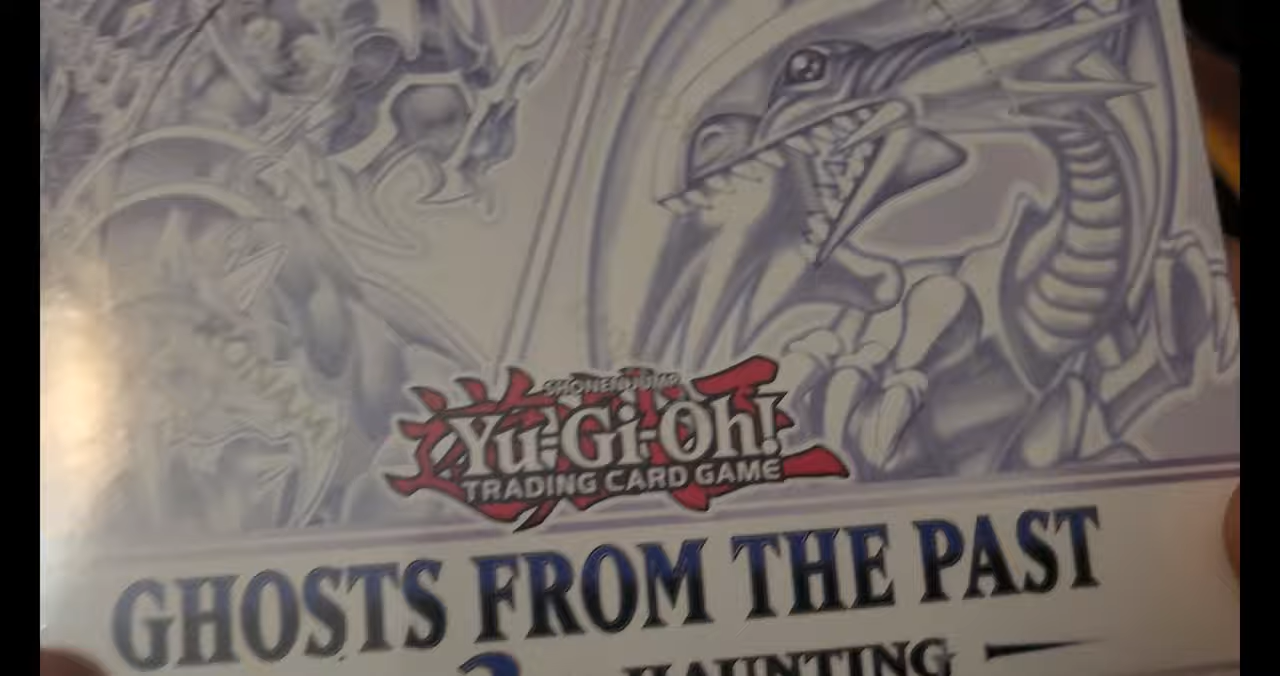 SHONEN JUMP
Yu-Gi-Oh!
TRADING CARD GAME
GHOSTS FROM THE PAST
HAUNTING